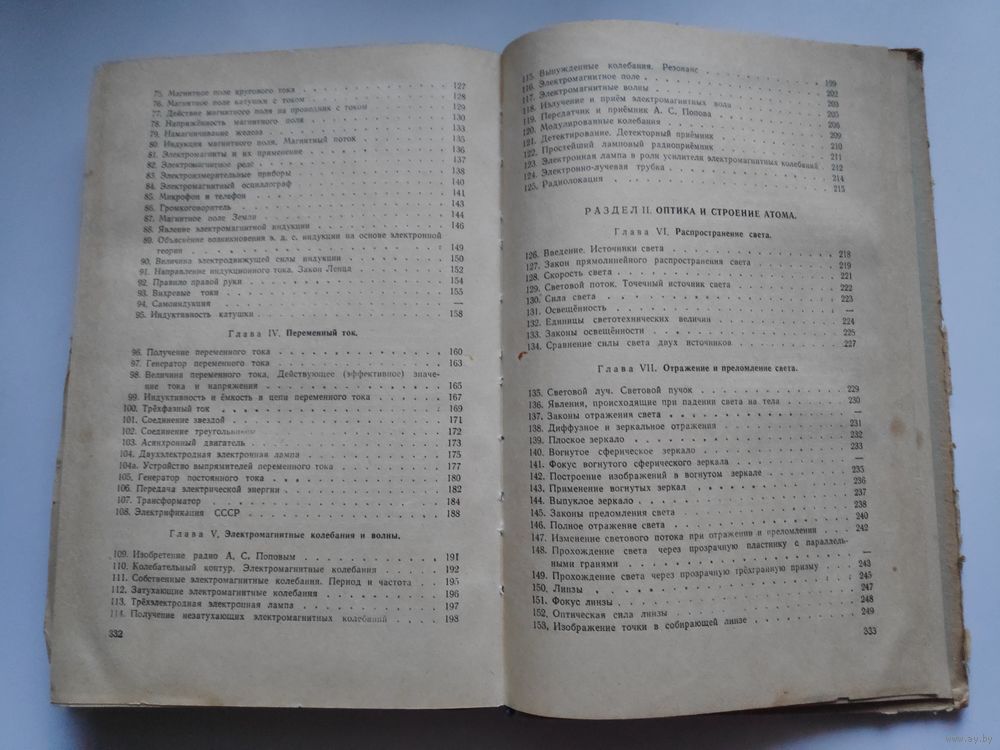 75. Магнитное поле кругового тока . . . 127
76. Магнитное поле катушки с током . . . 128
77. Действие магнитного поля на проводник с током . . . 129
78. Напряжённость магнитного поля . . . 130
79. Намагничивание железа . . . 133
80. Индукция магнитного поля. Магнитный поток . . . 135
81. Электромагниты и их применение . . . 136
82. Электромагнитное реле . . . 137
83. Электроизмерительные приборы . . . 138
84. Электромагнитный осциллограф . . . 140
85. Микрофон и телефон . . . 141
86. Громкоговоритель . . . 143
87. Магнитное поле Земли . . . 144
88. Явление электромагнитной индукции . . . 146
89. Объяснение возникновения э. д. с. индукции на основе электронной
теории . . . 149
90. Величина электродвижущей силы индукции . . . 150
91. Направление индукционного тока. Закон Ленца . . . 152
92. Правило правой руки . . . 154
93. Вихревые токи . . . 155
94. Самоиндукция . . . —
95. Индуктивность катушки . . . 158
Глава IV. Переменный ток.
96. Получение переменного тока . . . 160
97. Генератор переменного тока . . . 163
98. Величина переменного тока. Действующее (эффективное) значе-
ние тока и напряжения . . . 165
99. Индуктивность и ёмкость в цепи переменного тока . . . 167
100. Трёхфазный ток . . . 169
101. Соединение звездой . . . 171
102. Соединение треугольником . . . 172
103. Асинхронный двигатель . . . 173
104. Двухэлектродная электронная лампа . . . 175
104а. Устройство выпрямителей переменного тока . . . 177
105. Генератор постоянного тока . . . 180
106. Передача электрической энергии . . . 182
107. Трансформатор . . . 184
108. Электрификация СССР . . . 188
Глава V. Электромагнитные колебания и волны.
109. Изобретение радио А. С. Поповым . . . 191
110. Колебательный контур. Электромагнитные колебания . . . 192
111. Собственные электромагнитные колебания. Период и частота . . 195
112. Затухающие электромагнитные колебания . . . 196
113. Трёхэлектродная электронная лампа . . . 197
114. Получение незатухающих электромагнитных колебаний . . . 198
332
115. Вынужденные колебания. Резонанс . . . 199
116. Электромагнитное поле . . . 200
117. Электромагнитные волны . . . 202
118. Излучение и приём электромагнитных волн . . . 203
119. Передатчик и приёмник А. С. Попова . . . 205
120. Модулированные колебания . . . 208
121. Детектирование. Детекторный приёмник . . . 209
122. Простейший ламповый радиоприёмник . . . 210
123. Электронная лампа в роли усилителя электромагнитных колебаний 211
124. Электронно-лучевая трубка . . . 212
125. Радиолокация . . . 214
215
РАЗДЕЛ II. ОПТИКА И СТРОЕНИЕ АТОМА.
Глава VI. Распространение света.
126. Введение. Источники света . . . 218
127. Закон прямолинейного распространения света . . . 219
128. Скорость света . . . 221
129. Световой поток. Точечный источник света . . . 222
130. Сила света . . . 223
131. Освещённость . . . —
132. Единицы светотехнических величин . . . 224
133. Законы освещённости . . . 225
134. Сравнение силы света двух источников . . . 227
Глава VII. Отражение и преломление света.
135. Световой луч. Световой пучок . . . 229
136. Явления, происходящие при падении света на тела . . . 230
137. Законы отражения света . . . —
138. Диффузное и зеркальное отражения . . . 231
139. Плоское зеркало . . . 232
140. Вогнутое сферическое зеркало . . . 233
141. Фокус вогнутого сферического зеркала . . . —
142. Построение изображений в вогнутом зеркале . . . 235
143. Применение вогнутых зеркал . . . 236
144. Выпуклое зеркало . . . 237
145. Законы преломления света . . . 238
146. Полное отражение света . . . 240
147. Изменение светового потока при отражении и преломлении . . 242
148. Прохождение света через прозрачную пластинку с параллель-
ными гранями . . . —
149. Прохождение света через прозрачную трёхгранную призму . . 243
150. Линзы . . . 245
151. Фокус линзы . . . 247
152. Оптическая сила линзы . . . 248
153. Изображение точки в собирающей линзе . . . 249
333
www.ay.by